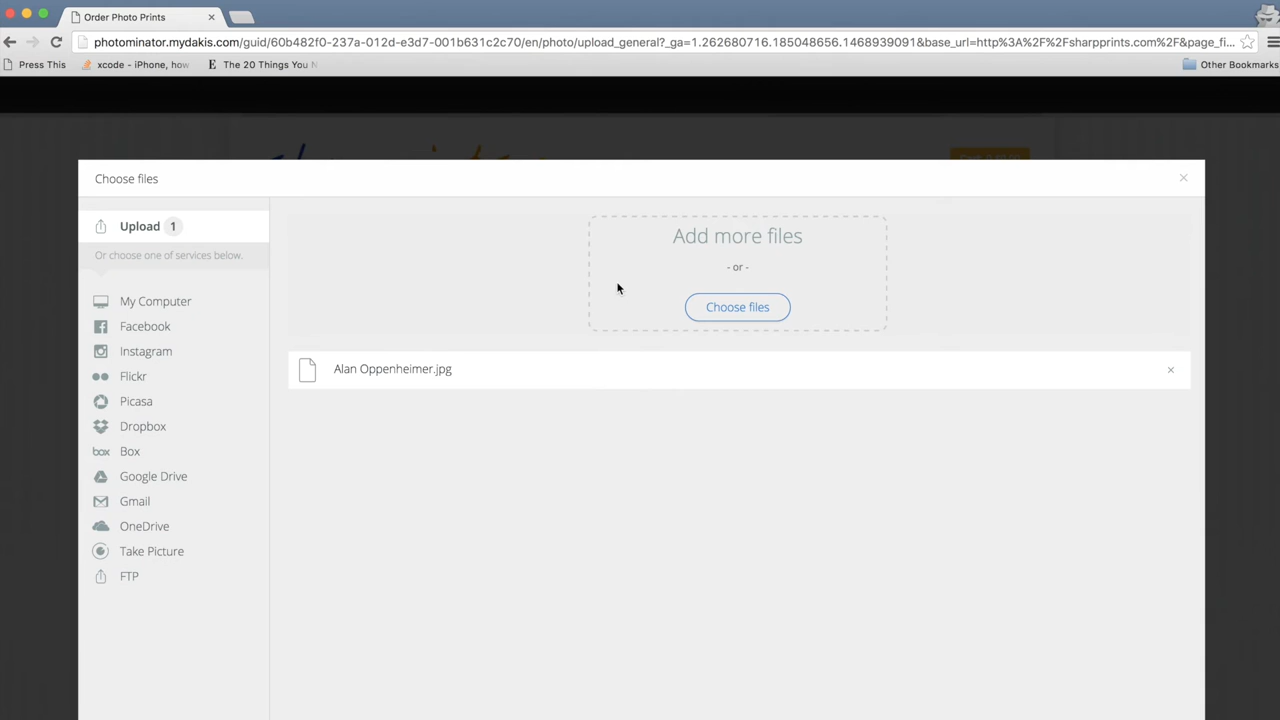 Order Photo Prints
photominator.mydakis.com/guid/60b482f0-237a-012d-e3d7-001b631c2c70/en/photo/upload_general?_ga=1.262680716.185048656.1468939091&base_url=http%3A%2F%2Fsharpprints.com%2F&page_fi...
Press This
xcode - iPhone, how
E The 20 Things You N
Other Bookmarks
Choose files
Upload 1
Or choose one of services below.
My Computer
Facebook
Instagram
Flickr
Picasa
Dropbox
box Box
Google Drive
Gmail
OneDrive
Take Picture
FTP
Add more files
- or -
Choose files
Alan Oppenheimer.jpg